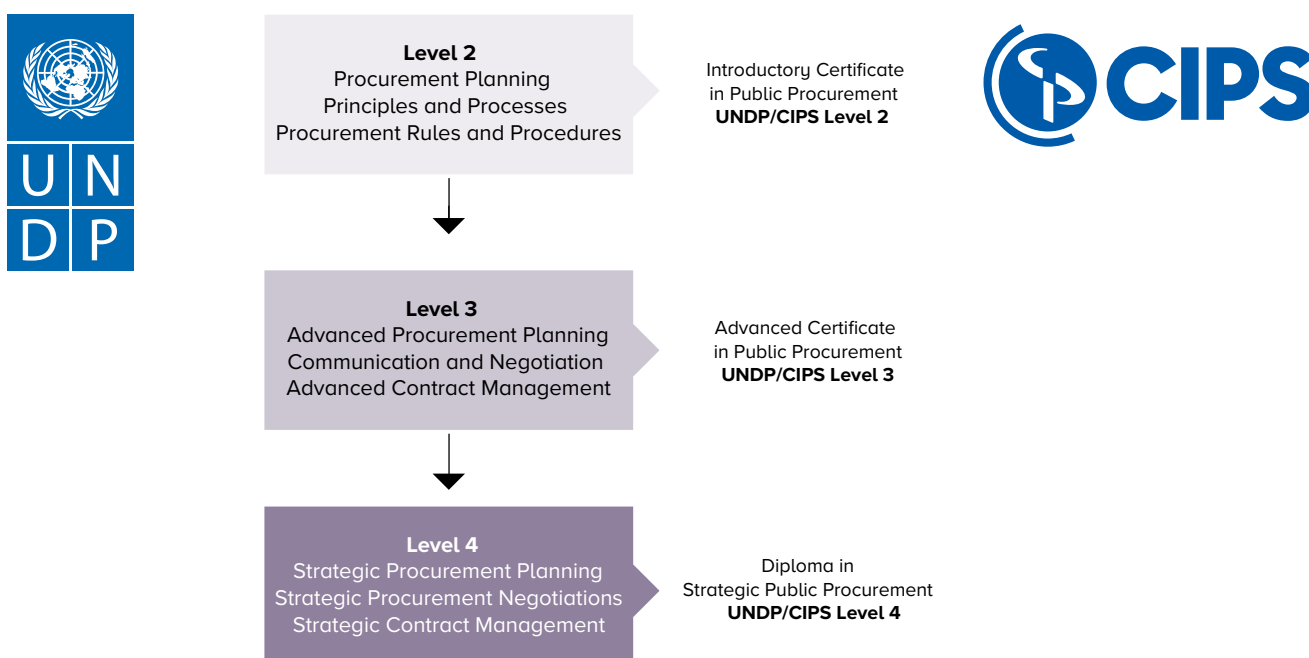 UN
DP
Level 2
Procurement Planning
Principles and Processes
Procurement Rules and Procedures
Introductory Certificate
in Public Procurement
UNDP/CIPS Level 2
CIPS
Level 3
Advanced Procurement Planning
Communication and Negotiation
Advanced Contract Management
Advanced Certificate
in Public Procurement
UNDP/CIPS Level 3
Level 4
Strategic Procurement Planning
Strategic Procurement Negotiations
Strategic Contract Management
Diploma in
Strategic Public Procurement
UNDP/CIPS Level 4